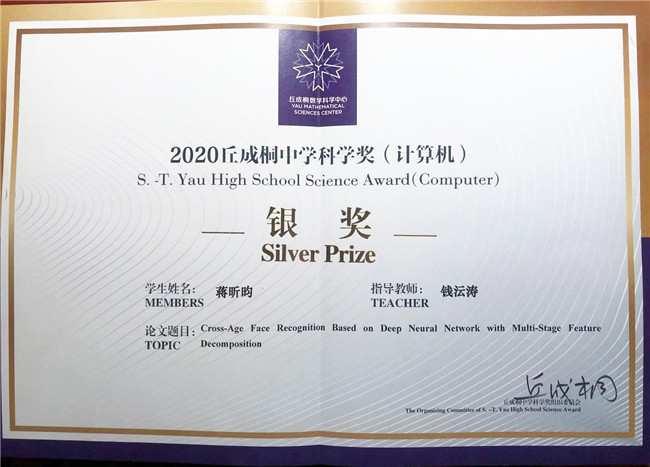 丘成桐数学科学中心
YAU MATHEMATICAL
SCIENCES CENTER
2020丘成桐中学科学奖（计算机）
S. -T. Yau High School Science Award(Computer)
银 奖
Silver Prize
学生姓名： 蒋昕昀 指导教师： 钱沄涛
MEMBERS TEACHER
论文题目： Cross-Age Face Recognition Based on Deep Neural Network with Multi-Stage Feature
TOPIC Decomposition
丘成桐
丘成桐中学科学奖组织委员会
The Organizing Committee of S. -T. Yau High School Science Award